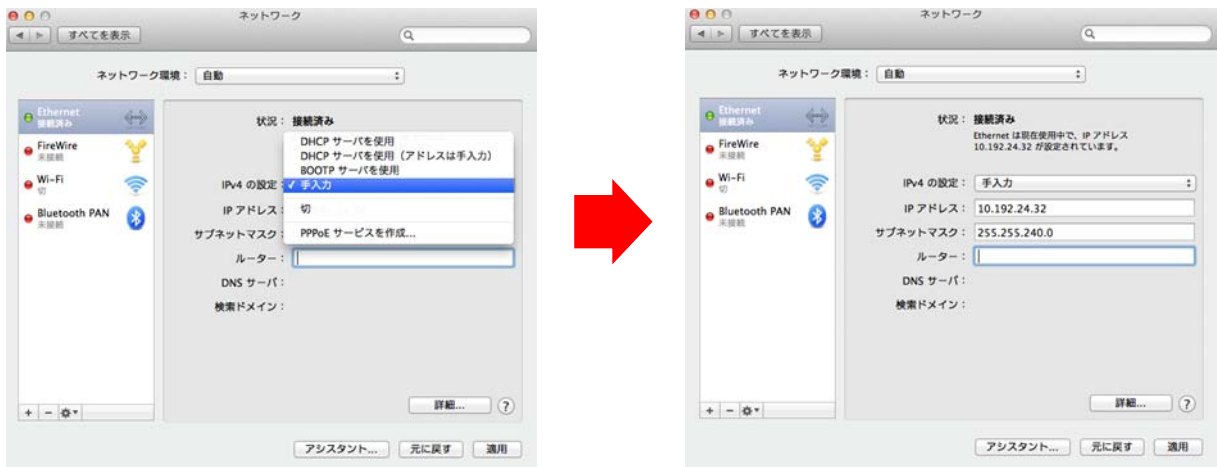 ネットワーク
すべてを表示
ネットワーク環境： 自動
Ethernet
接続済み
FireWire
未接続
Wi-Fi
切
Bluetooth PAN
未接続
状況： 接続済み
DHCP サーバを使用
DHCP サーバを使用（アドレスは手入力）
BOOTP サーバを使用
IPv4 の設定： ✓ 手入力
IP アドレス： 切
サブネットマスク： PPPoE サービスを作成...
ルーター：
DNS サーバ：
検索ドメイン：
詳細... ?
アシスタント... 元に戻す 適用
ネットワーク
すべてを表示
ネットワーク環境： 自動
Ethernet
接続済み
FireWire
未接続
Wi-Fi
切
Bluetooth PAN
未接続
状況： 接続済み
Ethernet は現在使用中で、IP アドレス
10.192.24.32 が設定されています。
IPv4 の設定： 手入力
IP アドレス： 10.192.24.32
サブネットマスク： 255.255.240.0
ルーター：
DNS サーバ：
検索ドメイン：
詳細... ?
アシスタント... 元に戻す 適用